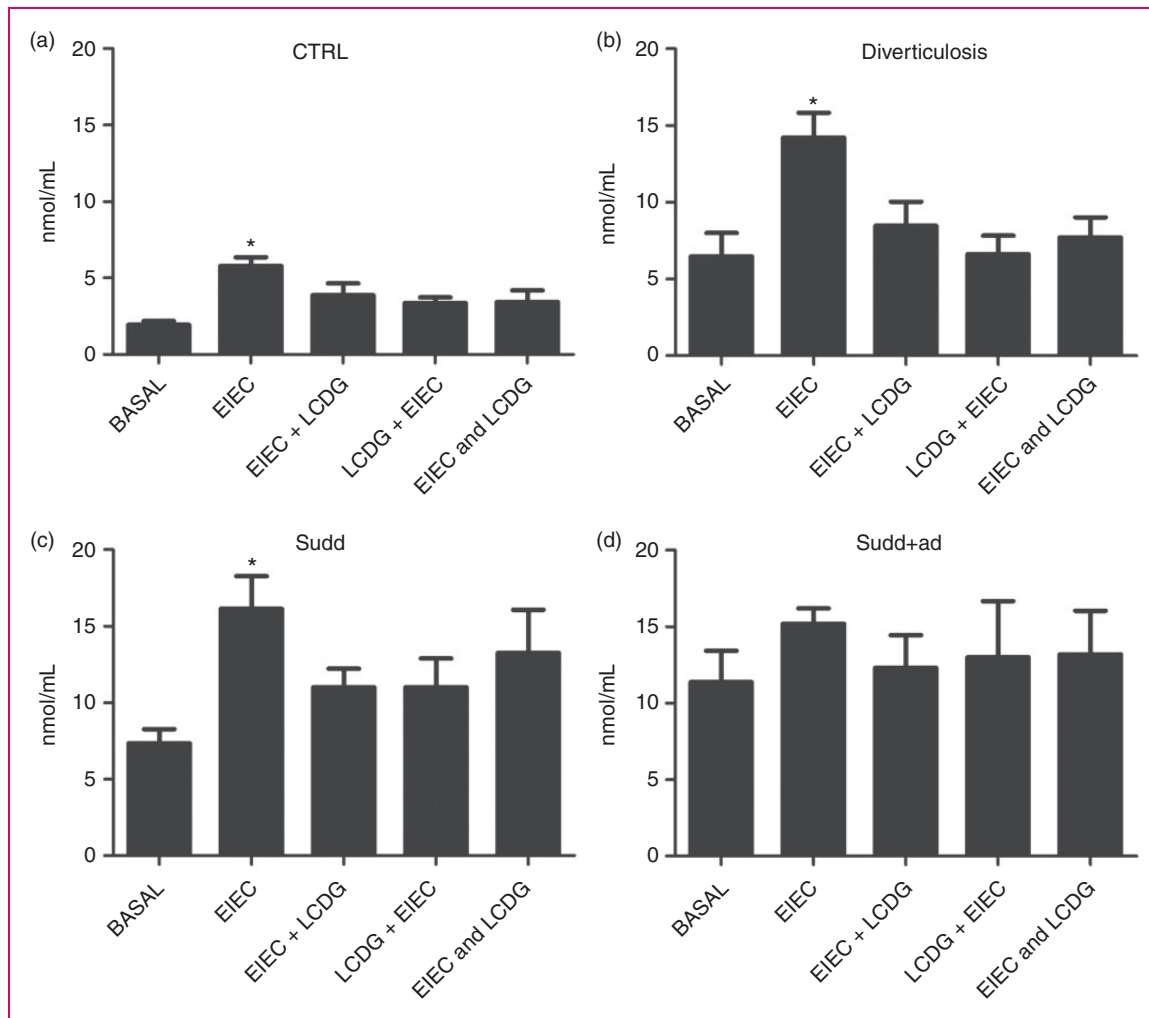 (a)
CTRL
20
15
10
5
0
nmol/mL
*
BASAL
EIEC
EIEC + LCDG
LCDG + EIEC
EIEC and LCDG
(b)
Diverticulosis
20
15
10
5
0
nmol/mL
*
BASAL
EIEC
EIEC + LCDG
LCDG + EIEC
EIEC and LCDG
(c)
Sudd
20
15
10
5
0
nmol/mL
*
BASAL
EIEC
EIEC + LCDG
LCDG + EIEC
EIEC and LCDG
(d)
Sudd+ad
20
15
10
5
0
nmol/mL
BASAL
EIEC
EIEC + LCDG
LCDG + EIEC
EIEC and LCDG